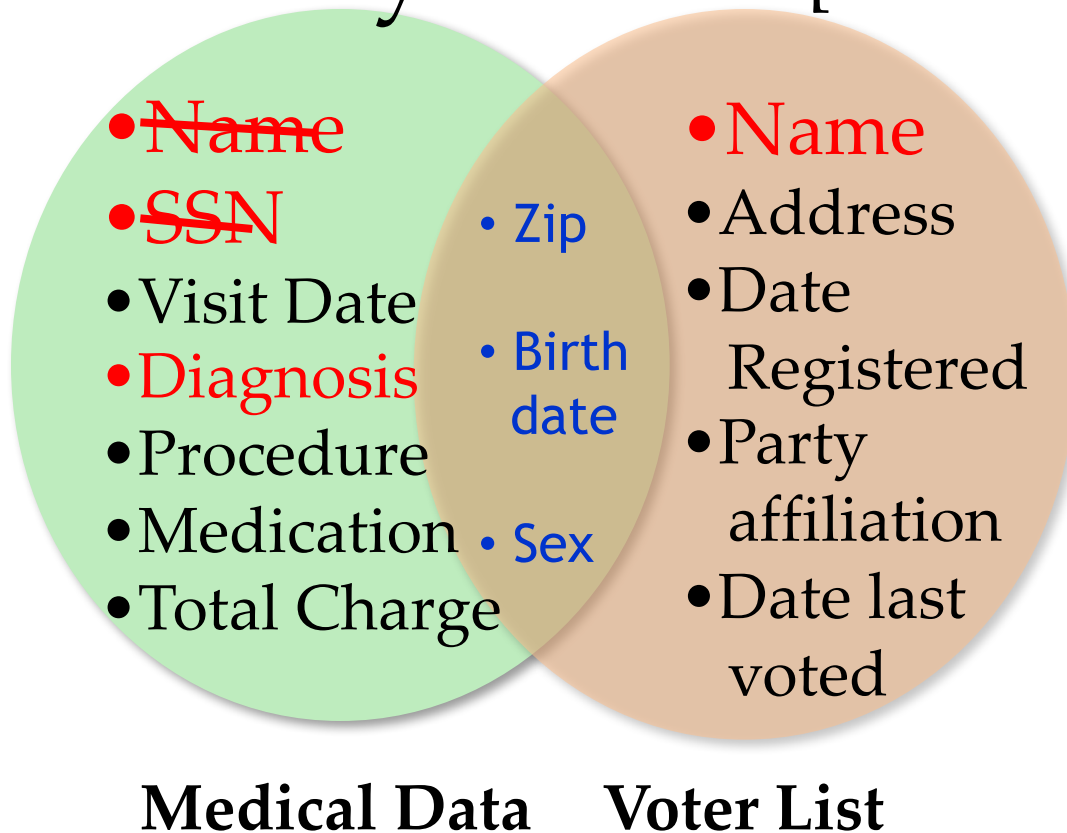 •Name
•SSN
•Visit Date
•Diagnosis
•Procedure
•Medication
•Total Charge
• Zip
• Birth
date
• Sex
•Name
•Address
•Date
Registered
•Party
affiliation
•Date last
voted
Medical Data
Voter List